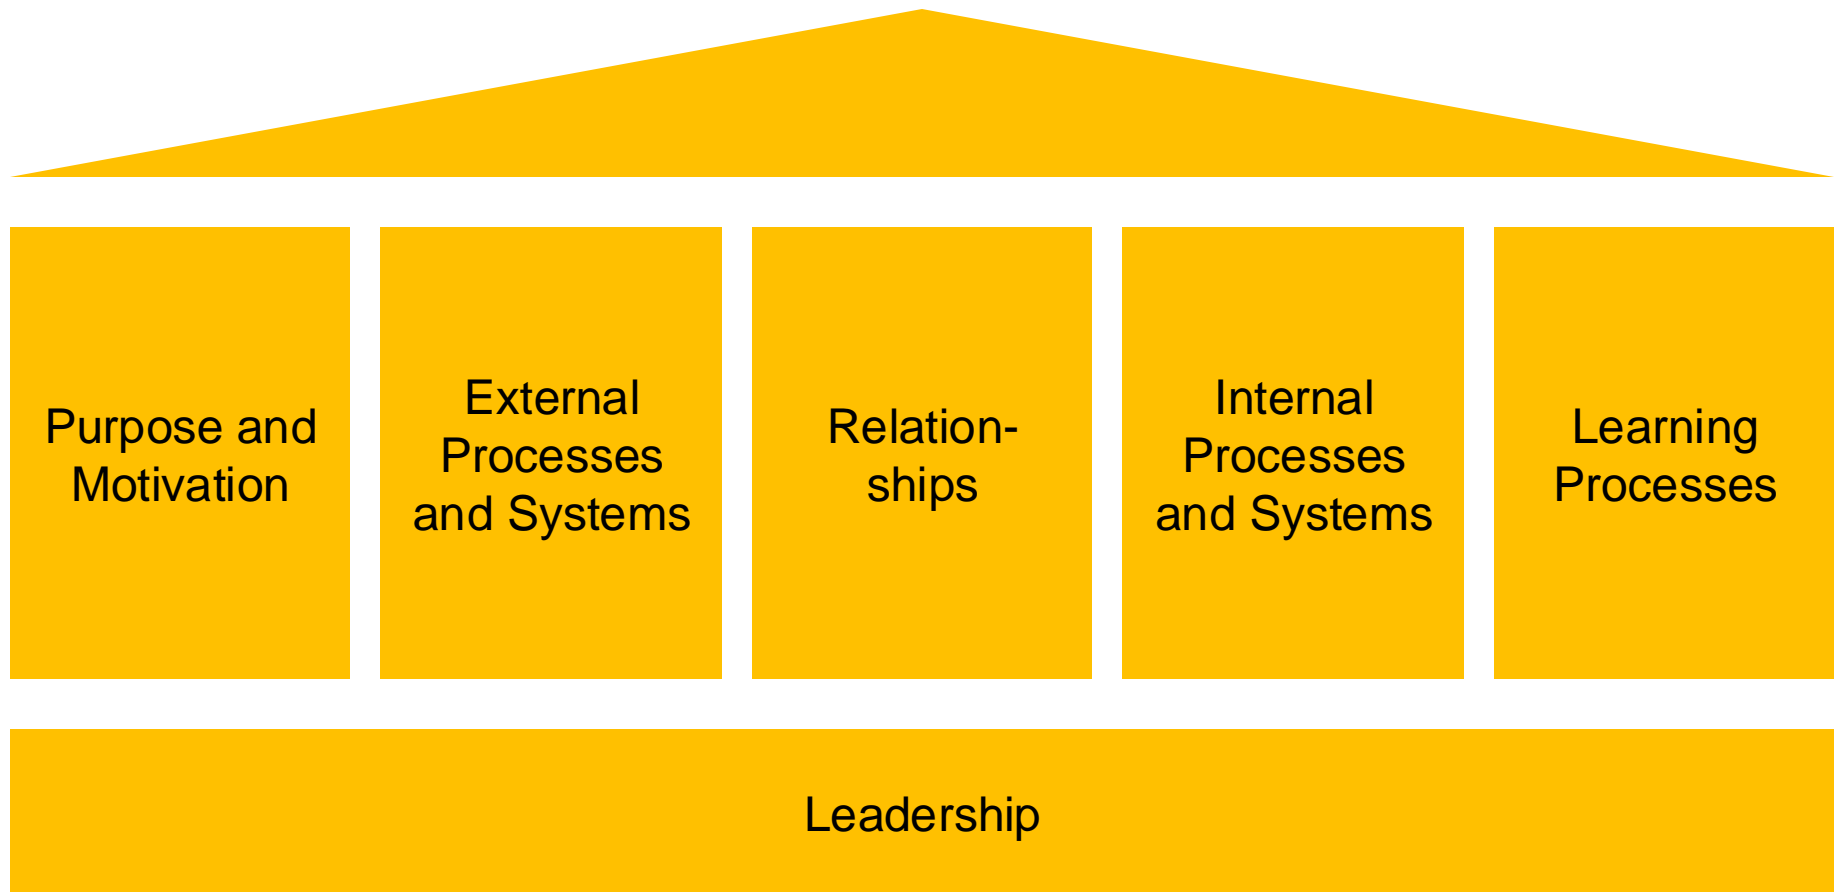 Purpose and
Motivation
External
Processes
and Systems
Relation-
ships
Internal
Processes
and Systems
Learning
Processes
Leadership